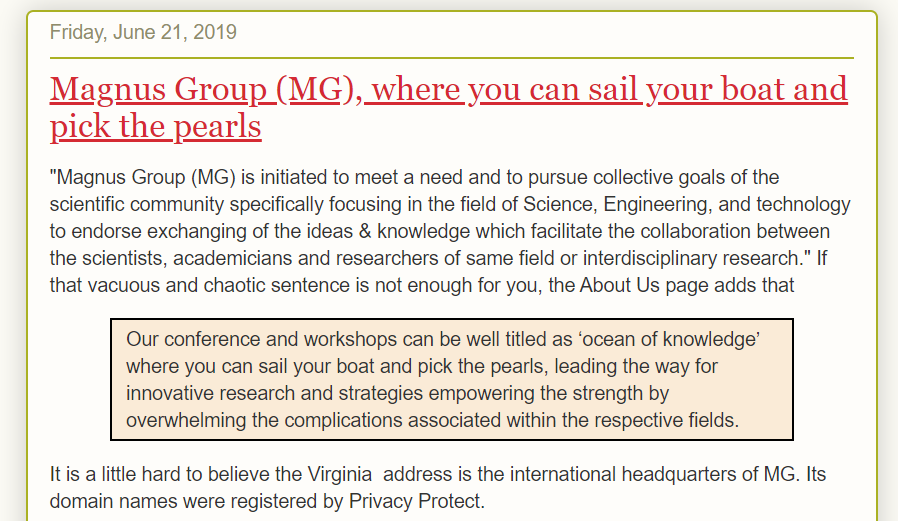 Friday, June 21, 2019
Magnus Group (MG), where you can sail your boat and
pick the pearls
"Magnus Group (MG) is initiated to meet a need and to pursue collective goals of the
scientific community specifically focusing in the field of Science, Engineering, and technology
to endorse exchanging of the ideas & knowledge which facilitate the collaboration between
the scientists, academicians and researchers of same field or interdisciplinary research." If
that vacuous and chaotic sentence is not enough for you, the About Us page adds that
Our conference and workshops can be well titled as ‘ocean of knowledge’
where you can sail your boat and pick the pearls, leading the way for
innovative research and strategies empowering the strength by
overwhelming the complications associated within the respective fields.
It is a little hard to believe the Virginia  address is the international headquarters of MG. Its
domain names were registered by Privacy Protect.